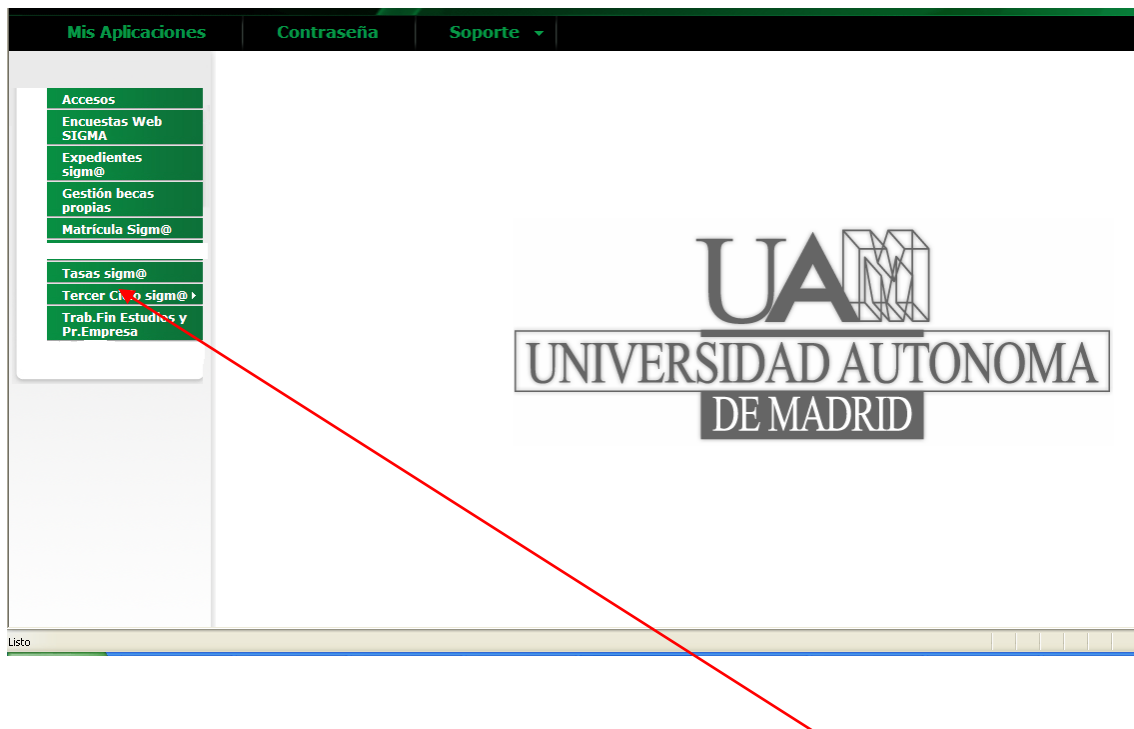 Mis Aplicaciones Contraseña Soporte
Accesos
Encuestas Web
SIGMA
Expedientes
sigm@
Gestión becas
propias
Matrícula Sigm@
Tasas sigm@
Tercer Ciclo sigm@
Trab.Fin Estudios y
Pr.Empresa
UAM
UNIVERSIDAD AUTONOMA
DE MADRID
Listo